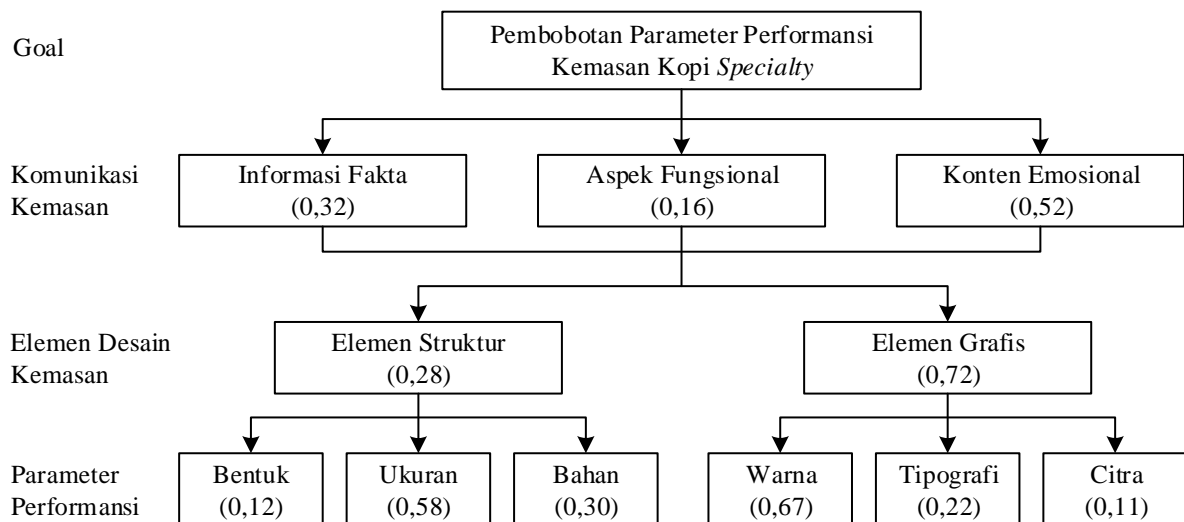 Goal
Pembobotan Parameter Performansi
Kemasan Kopi Specialty
Komunikasi
Kemasan
Informasi Fakta
(0,32)
Aspek Fungsional
(0,16)
Konten Emosional
(0,52)
Elemen Desain
Kemasan
Elemen Struktur
(0,28)
Elemen Grafis
(0,72)
Parameter
Performansi
Bentuk
(0,12)
Ukuran
(0,58)
Bahan
(0,30)
Warna
(0,67)
Tipografi
(0,22)
Citra
(0,11)